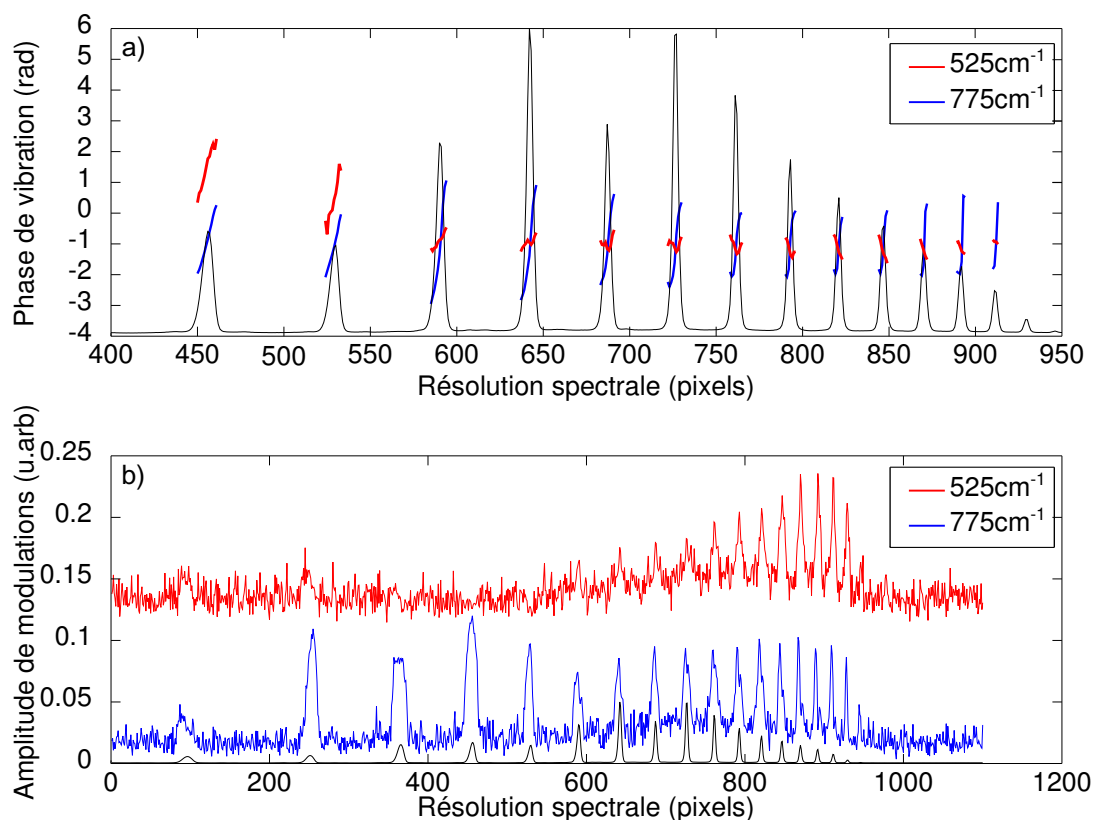 a)
525cm-1
775cm-1
Phase de vibration (rad)
6
5
4
3
2
1
0
-1
-2
-3
-4
400 450 500 550 600 650 700 750 800 850 900 950
Résolution spectrale (pixels)
b)
525cm-1
775cm-1
Amplitude de modulations (u.arb)
0.25
0.2
0.15
0.1
0.05
0
0 200 400 600 800 1000 1200
Résolution spectrale (pixels)